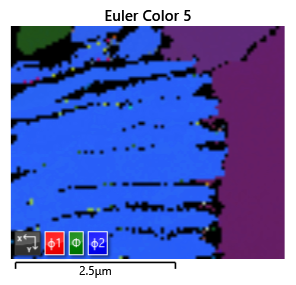 Euler Color 5
X Y φ1 Φ φ2
2.5µm